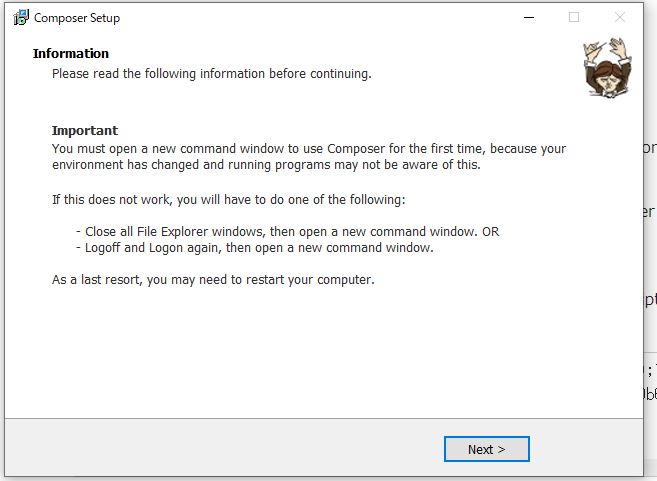 Composer Setup
Information
Please read the following information before continuing.
Important
You must open a new command window to use Composer for the first time, because your
environment has changed and running programs may not be aware of this.
If this does not work, you will have to do one of the following:
- Close all File Explorer windows, then open a new command window. OR
- Logoff and Logon again, then open a new command window.
As a last resort, you may need to restart your computer.
Next >